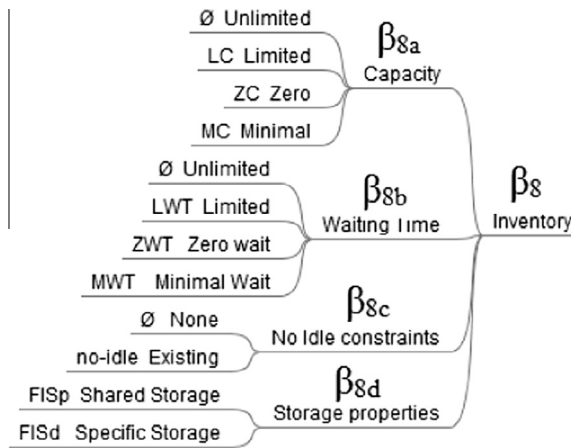 Ø Unlimited
LC Limited
ZC Zero
MC Minimal
β8a
Capacity
Ø Unlimited
LWT Limited
ZWT Zero wait
MWT Minimal Wait
β8b
Waiting Time
β8
Inventory
Ø None
no-idle Existing
β8c
No Idle constraints
FISp Shared Storage
FISd Specific Storage
β8d
Storage properties